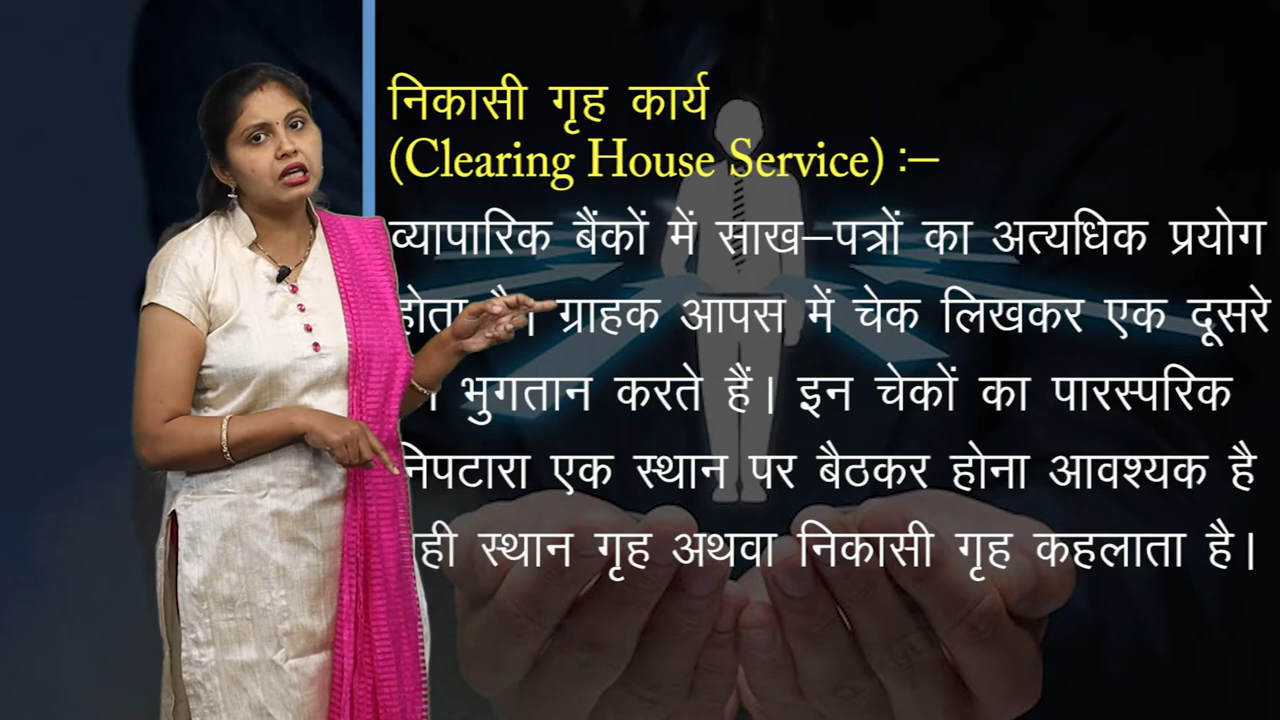 निकासी गृह कार्य
(Clearing House Service) :–
व्यापारिक बैंकों में साख–पत्रों का अत्यधिक प्रयोग
होता है। ग्राहक आपस में चेक लिखकर एक दूसरे
भुगतान करते हैं। इन चेकों का पारस्परिक
निपटारा एक स्थान पर बैठकर होना आवश्यक है
ही स्थान गृह अथवा निकासी गृह कहलाता है।